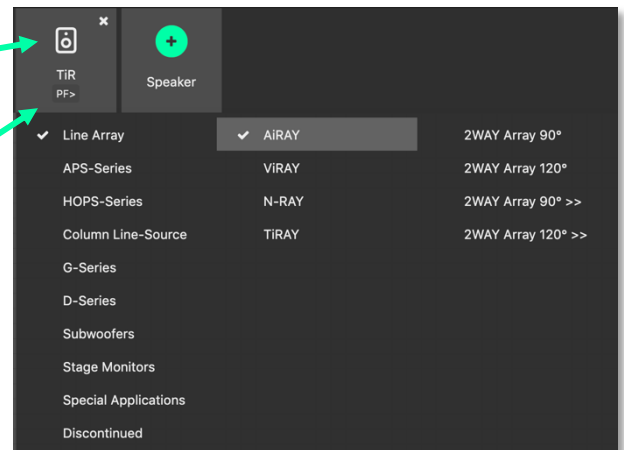 TiR
PF>
Speaker
Line Array
APS-Series
HOPS-Series
Column Line-Source
G-Series
D-Series
Subwoofers
Stage Monitors
Special Applications
Discontinued
AiRAY
ViRAY
N-RAY
TiRAY
2WAY Array 90°
2WAY Array 120°
2WAY Array 90° >>
2WAY Array 120° >>